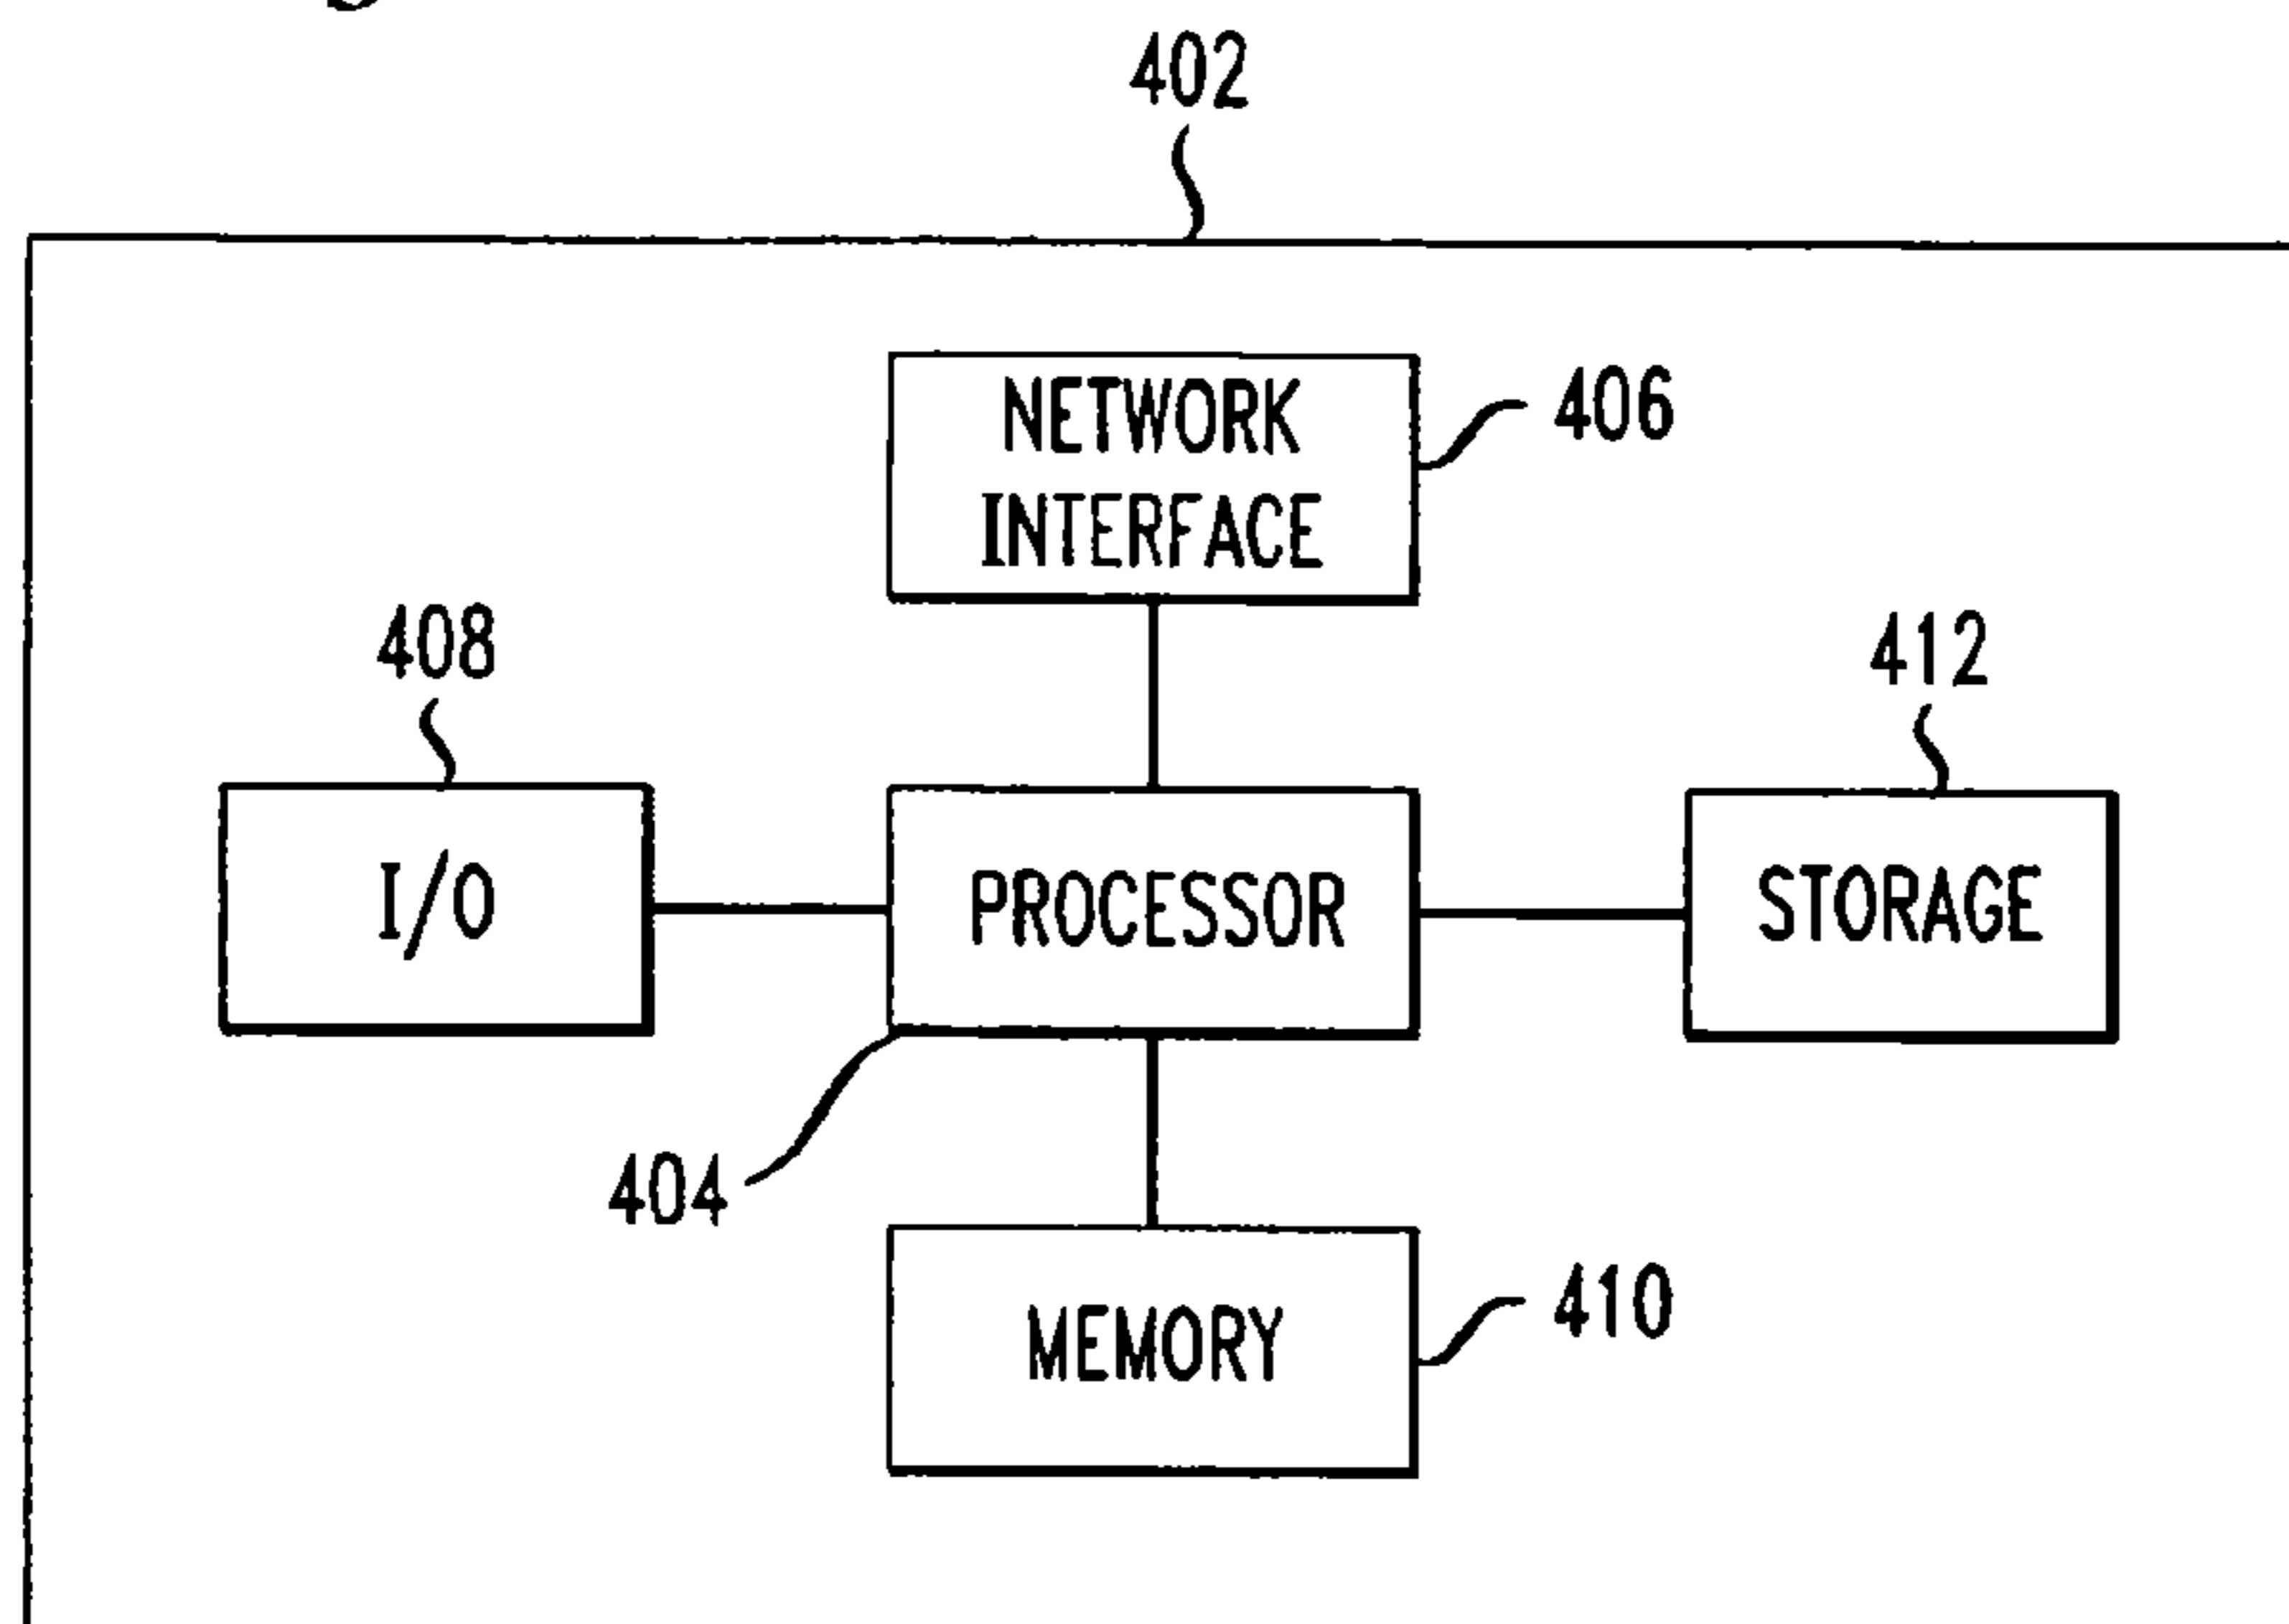 402
NETWORK
INTERFACE
406
408
412
I/O
PROCESSOR
STORAGE
404
MEMORY
410